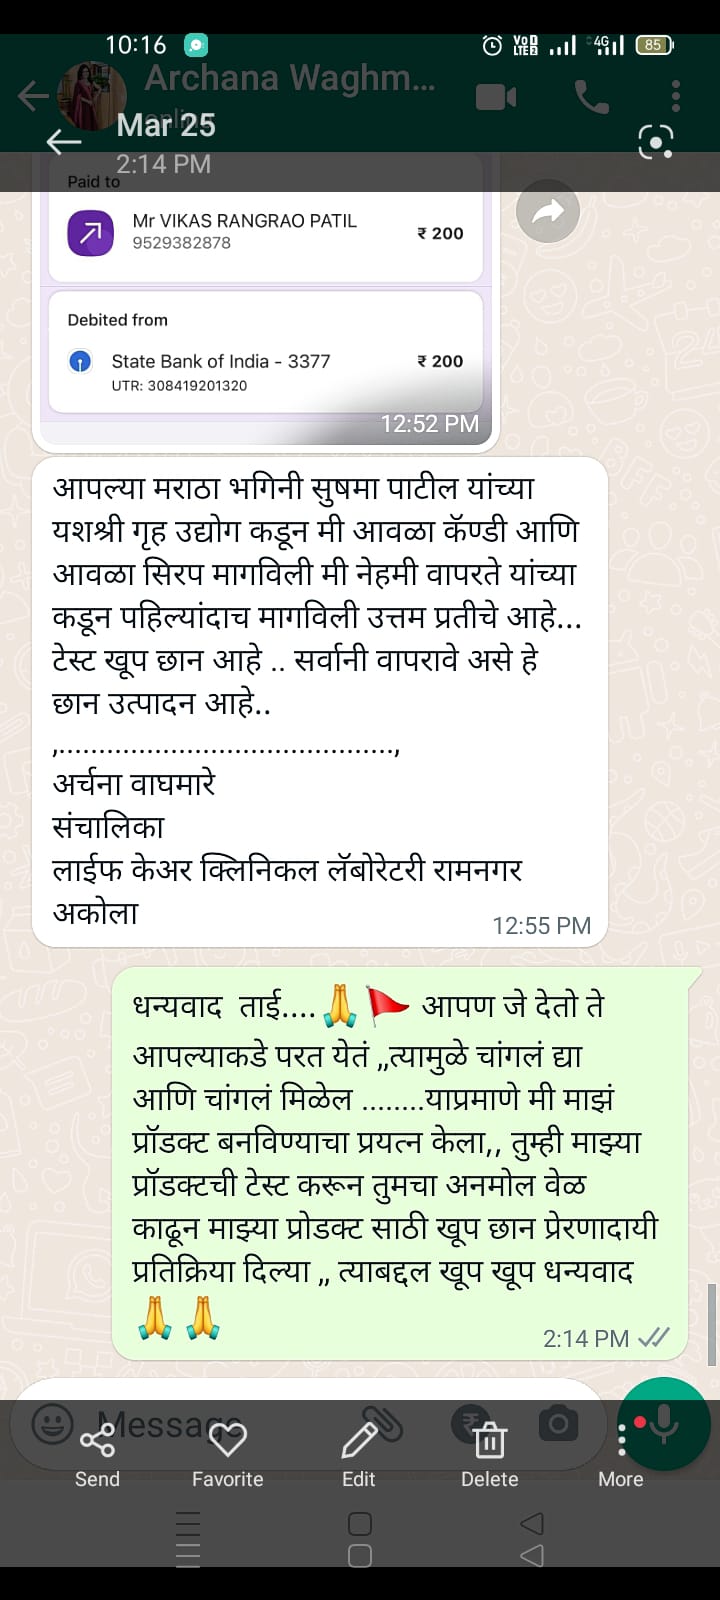 10:16
VoD LTE2 4G 85
Archana Waghm...
Mar 25
2:14 PM
Paid to
Mr VIKAS RANGRAO PATIL
₹ 200
9529382878
Debited from
State Bank of India - 3377
₹ 200
UTR: 308419201320
12:52 PM
आपल्या मराठा भगिनी सुषमा पाटील यांच्या
यशश्री गृह उद्योग कडून मी आवळा कॅण्डी आणि
आवळा सिरप मागविली मी नेहमी वापरते यांच्या
कडून पहिल्यांदाच मागविली उत्तम प्रतीचे आहे...
टेस्ट खूप छान आहे .. सर्वानी वापरावे असे हे
छान उत्पादन आहे..
,..........................................,
अर्चना वाघमारे
संचालिका
लाईफ केअर क्लिनिकल लॅबोरेटरी रामनगर
अकोला
12:55 PM
धन्यवाद ताई....🙏🚩 आपण जे देतो ते
आपल्याकडे परत येतं ,,त्यामुळे चांगलं द्या
आणि चांगलं मिळेल ........याप्रमाणे मी माझं
प्रॉडक्ट बनविण्याचा प्रयत्न केला,, तुम्ही माझ्या
प्रॉडक्टची टेस्ट करून तुमचा अनमोल वेळ
काढून माझ्या प्रोडक्ट साठी खूप छान प्रेरणादायी
प्रतिक्रिया दिल्या ,, त्याबद्दल खूप खूप धन्यवाद
🙏🙏
2:14 PM
Message
Send
Favorite
Edit
Delete
More